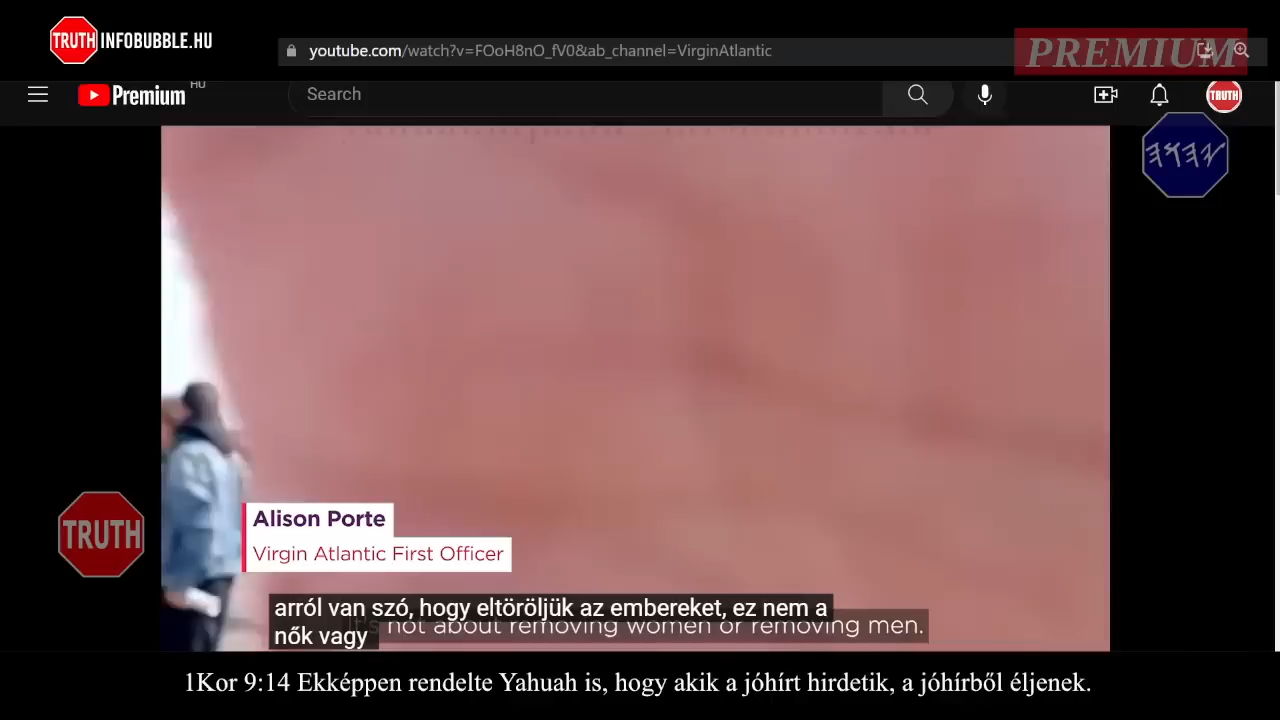 TRUTH INFOBUBBLE.HU
youtube.com/watch?v=FOoH8nO_fV0&ab_channel=VirginAtlantic
PREMIUM
Premium HU
Search
TRUTH
𐤉𐤄𐤅𐤄
TRUTH
Alison Porte
Virgin Atlantic First Officer
arról van szó, hogy eltöröljük az embereket, ez nem a
nők vagy
It's not about removing women or removing men.
1Kor 9:14 Ekképpen rendelte Yahuah is, hogy akik a jóhírt hirdetik, a jóhírből éljenek.